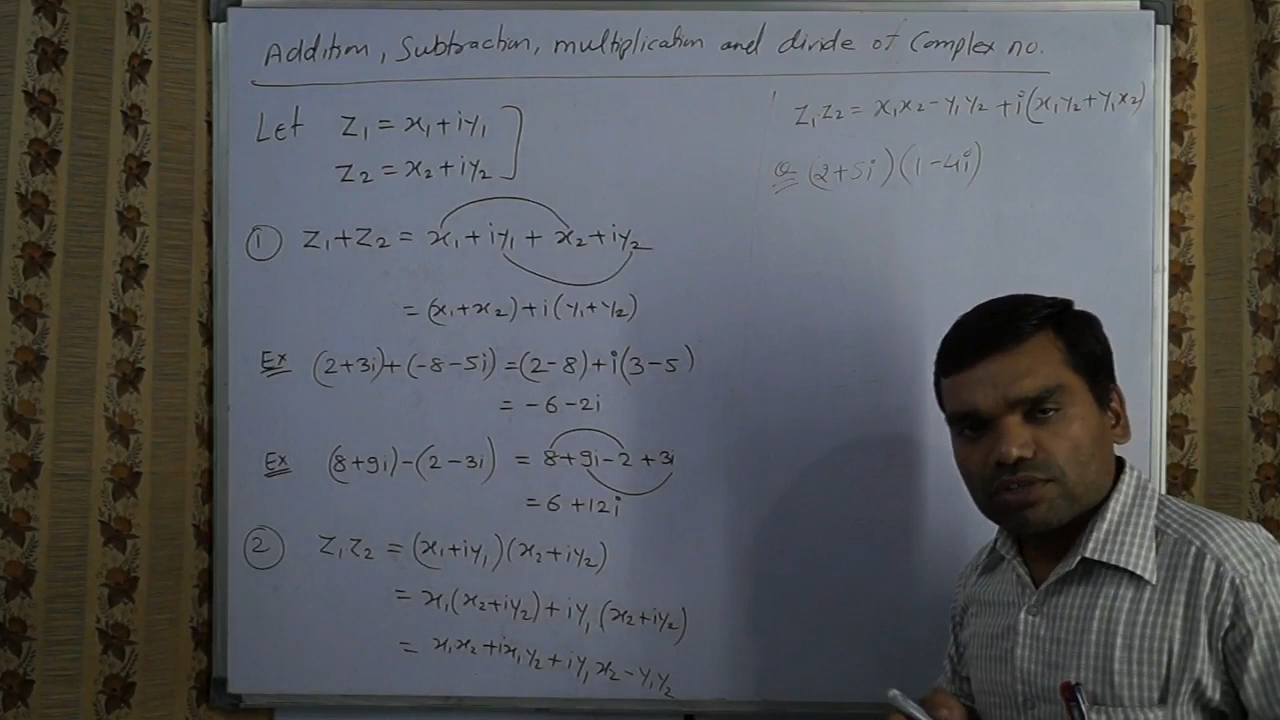 Addition, Subtraction, multiplication and divide of Complex no.
Let z₁ = x₁+iy₁
z₂ = x₂+iy₂
① z₁+z₂ = x₁+iy₁+x₂+iy₂
= (x₁+x₂)+i(y₁+y₂)
Ex (2+3i)+(-8-5i) = (2-8)+i(3-5)
= -6-2i
Ex (8+9i)-(2-3i) = 8+9i-2+3i
= 6+12i
② z₁z₂ = (x₁+iy₁)(x₂+iy₂)
= x₁(x₂+iy₂)+iy₁(x₂+iy₂)
= x₁x₂+ix₁y₂+iy₁x₂-y₁y₂
z₁z₂ = x₁x₂-y₁y₂+i(x₁y₂+y₁x₂)
Q (2+5i)(1-4i)